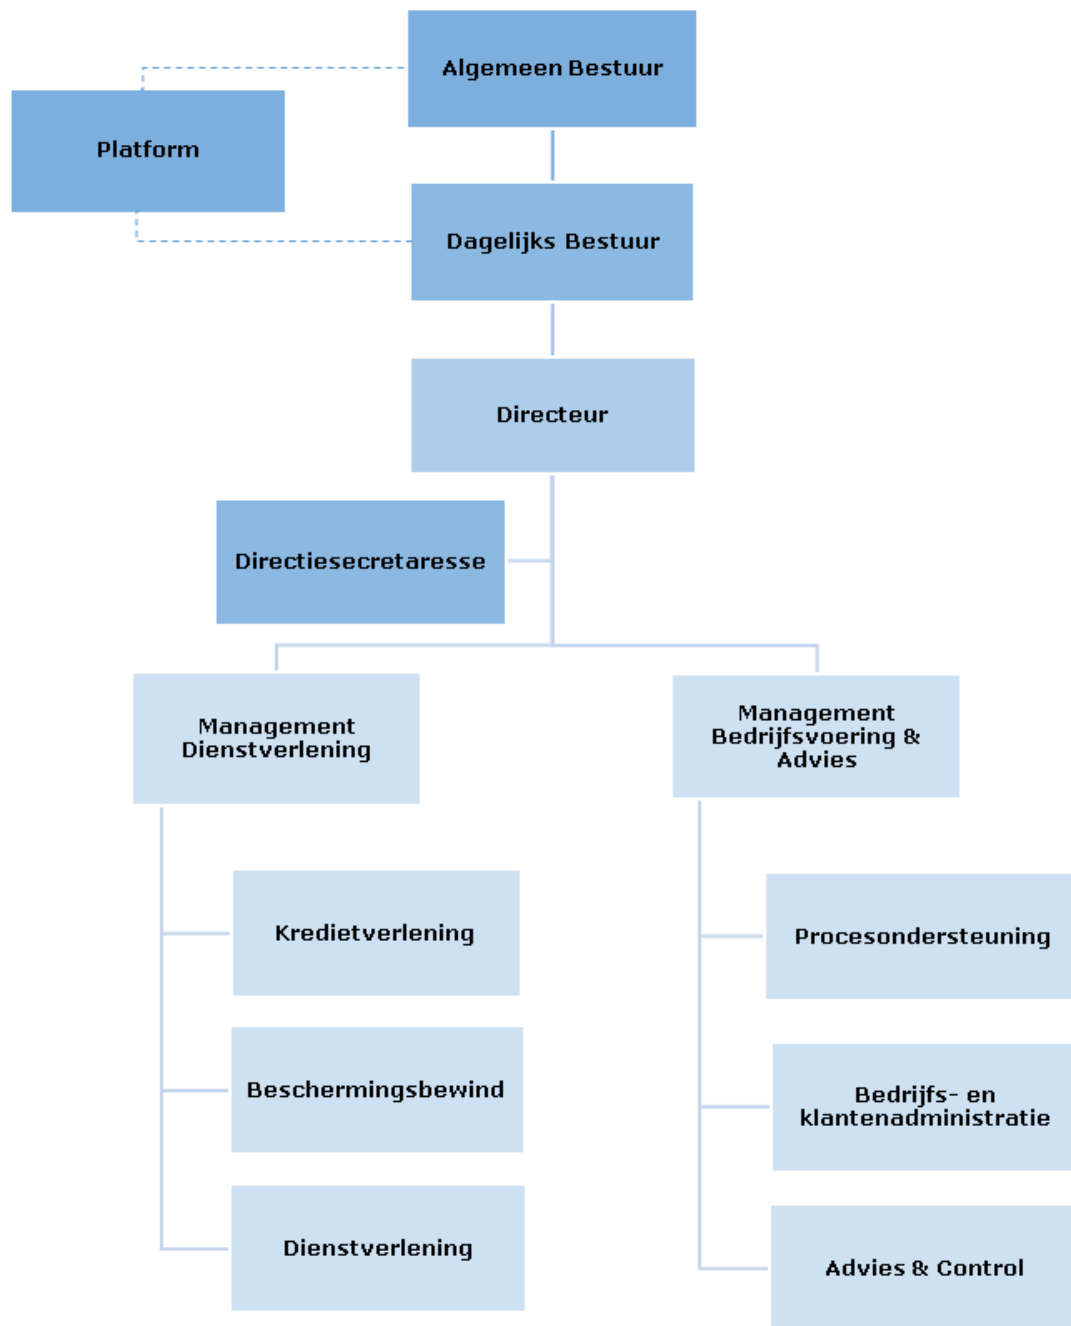 Algemeen Bestuur
Platform
Dagelijks Bestuur
Directeur
Directiesecretaresse
Management
Dienstverlening
Management
Bedrijfsvoering &
Advies
Kredietverlening
Procesondersteuning
Beschermingsbewind
Bedrijfs- en
klantenadministratie
Dienstverlening
Advies & Control